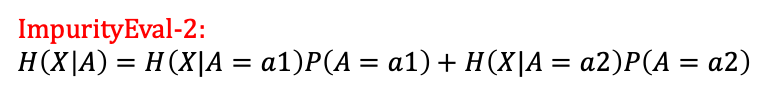 ImpurityEval-2:
H(X|A) = H(X|A = a1)P(A = a1) + H(X|A = a2)P(A = a2)